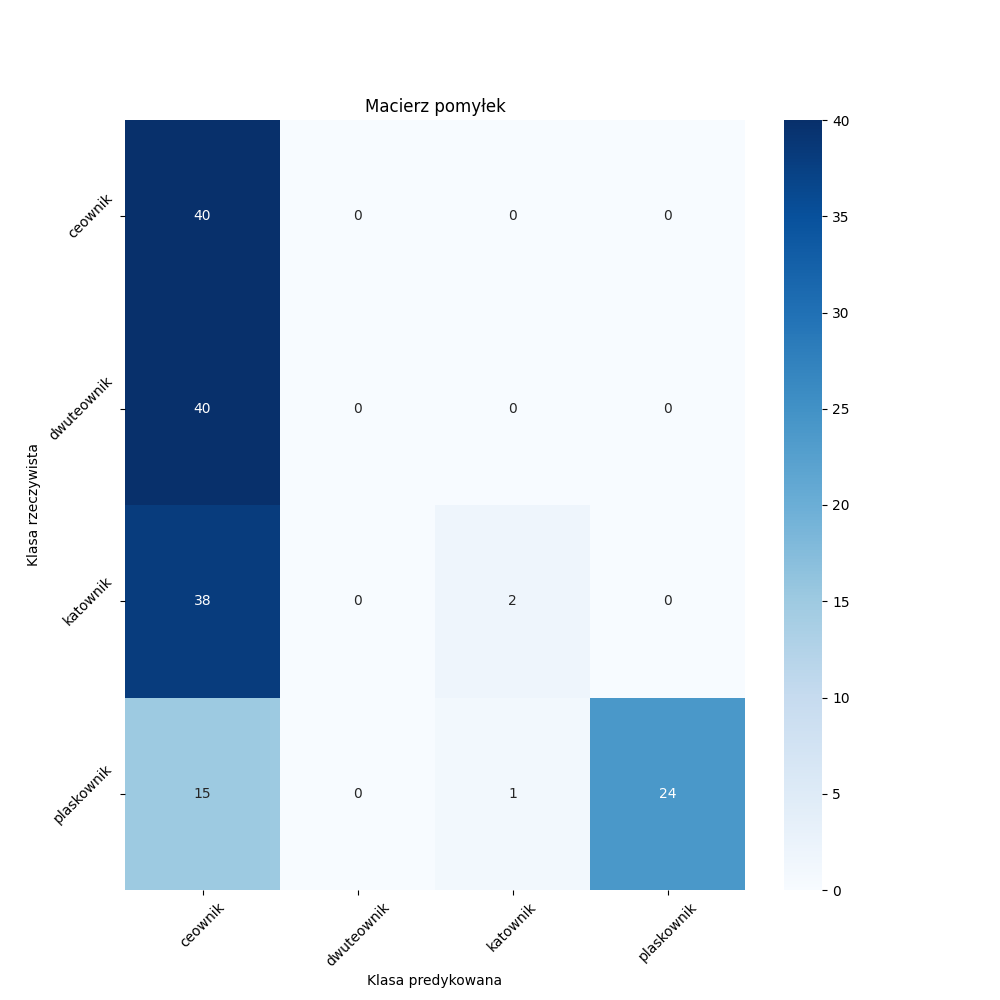 Macierz pomyłek
ceownik
40 0 0 0
dwuteownik
40 0 0 0
katownik
38 0 2 0
plaskownik
15 0 1 24
Klasa rzeczywista
ceownik dwuteownik katownik plaskownik
Klasa predykowana
40
35
30
25
20
15
10
5
0